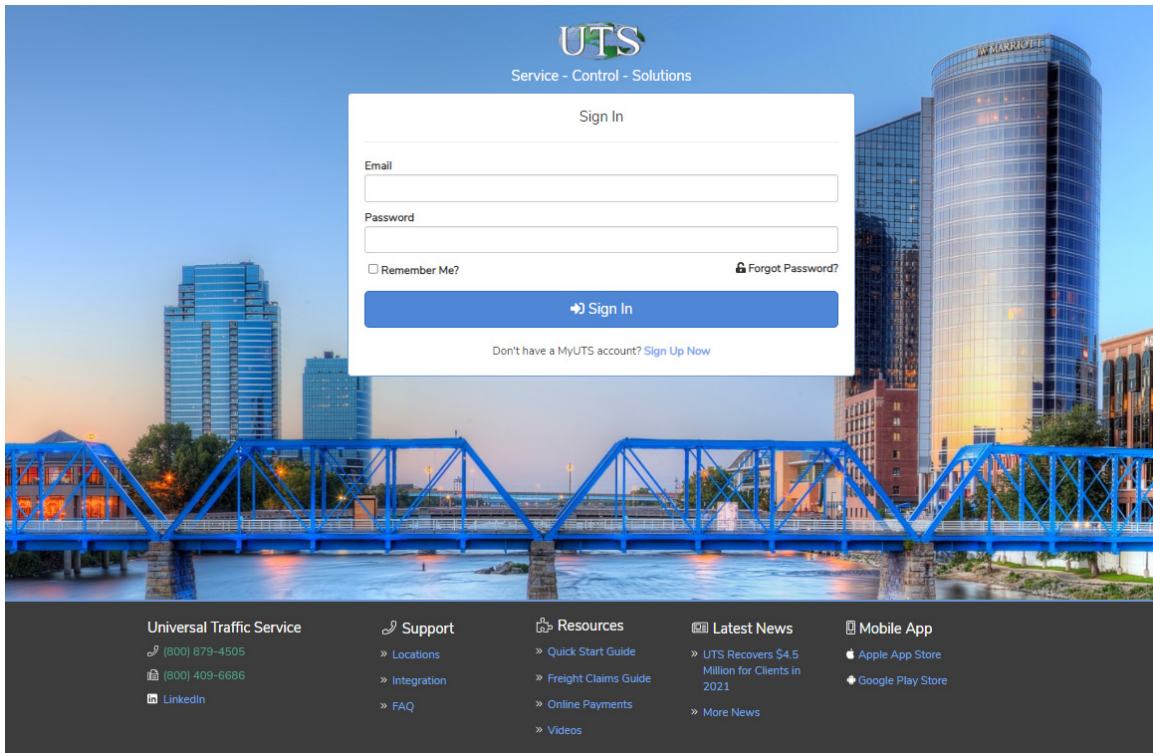 UTS
Service - Control - Solutions
JW MARRIOTT
Sign In
Email
Password
Remember Me?
Forgot Password?
Sign In
Don't have a MyUTS account? Sign Up Now
Universal Traffic Service
(800) 879-4505
(800) 409-6686
LinkedIn
Support
» Locations
» Integration
» FAQ
Resources
» Quick Start Guide
» Freight Claims Guide
» Online Payments
» Videos
Latest News
» UTS Recovers $4.5
Million for Clients in
2021
» More News
Mobile App
Apple App Store
Google Play Store